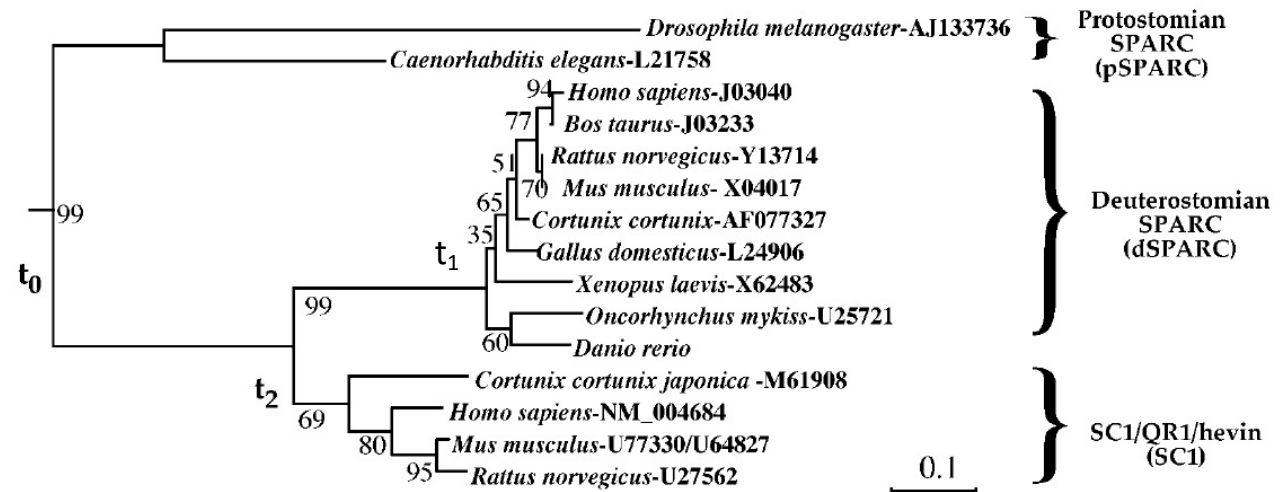 Drosophila melanogaster-AJ133736
Caenorhabditis elegans-L21758
Protostomian
SPARC
(pSPARC)
94
Homo sapiens-J03040
Bos taurus-J03233
77
Rattus norvegicus-Y13714
51
70
Mus musculus- X04017
65
Cortunix cortunix-AF077327
35
Gallus domesticus-L24906
t1
Xenopus laevis-X62483
Oncorhynchus mykiss-U25721
60
Danio rerio
Deuterostomian
SPARC
(dSPARC)
99
t0
99
t2
Cortunix cortunix japonica -M61908
69
Homo sapiens-NM_004684
80
Mus musculus-U77330/U64827
95
Rattus norvegicus-U27562
SC1/QR1/hevin
(SC1)
0.1